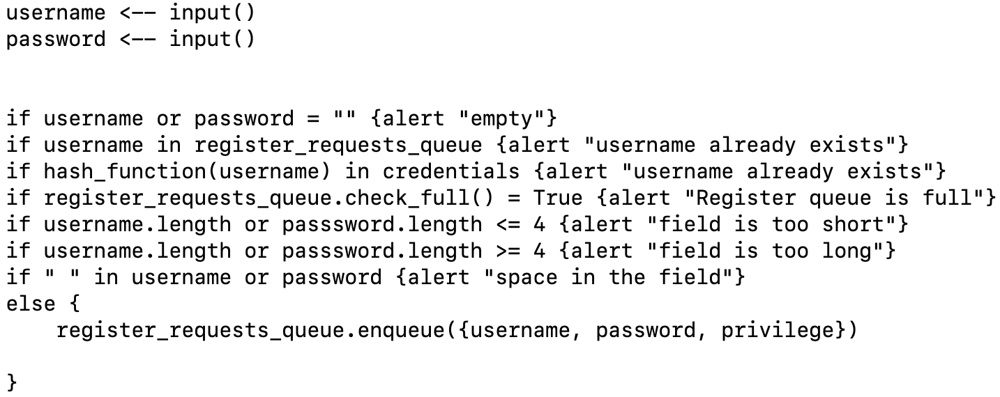 username <-- input()
password <-- input()
if username or password = "" {alert "empty"}
if username in register_requests_queue {alert "username already exists"}
if hash_function(username) in credentials {alert "username already exists"}
if register_requests_queue.check_full() = True {alert "Register queue is full"}
if username.length or passsword.length <= 4 {alert "field is too short"}
if username.length or passsword.length >= 4 {alert "field is too long"}
if " " in username or password {alert "space in the field"}
else {
    register_requests_queue.enqueue({username, password, privilege})
}